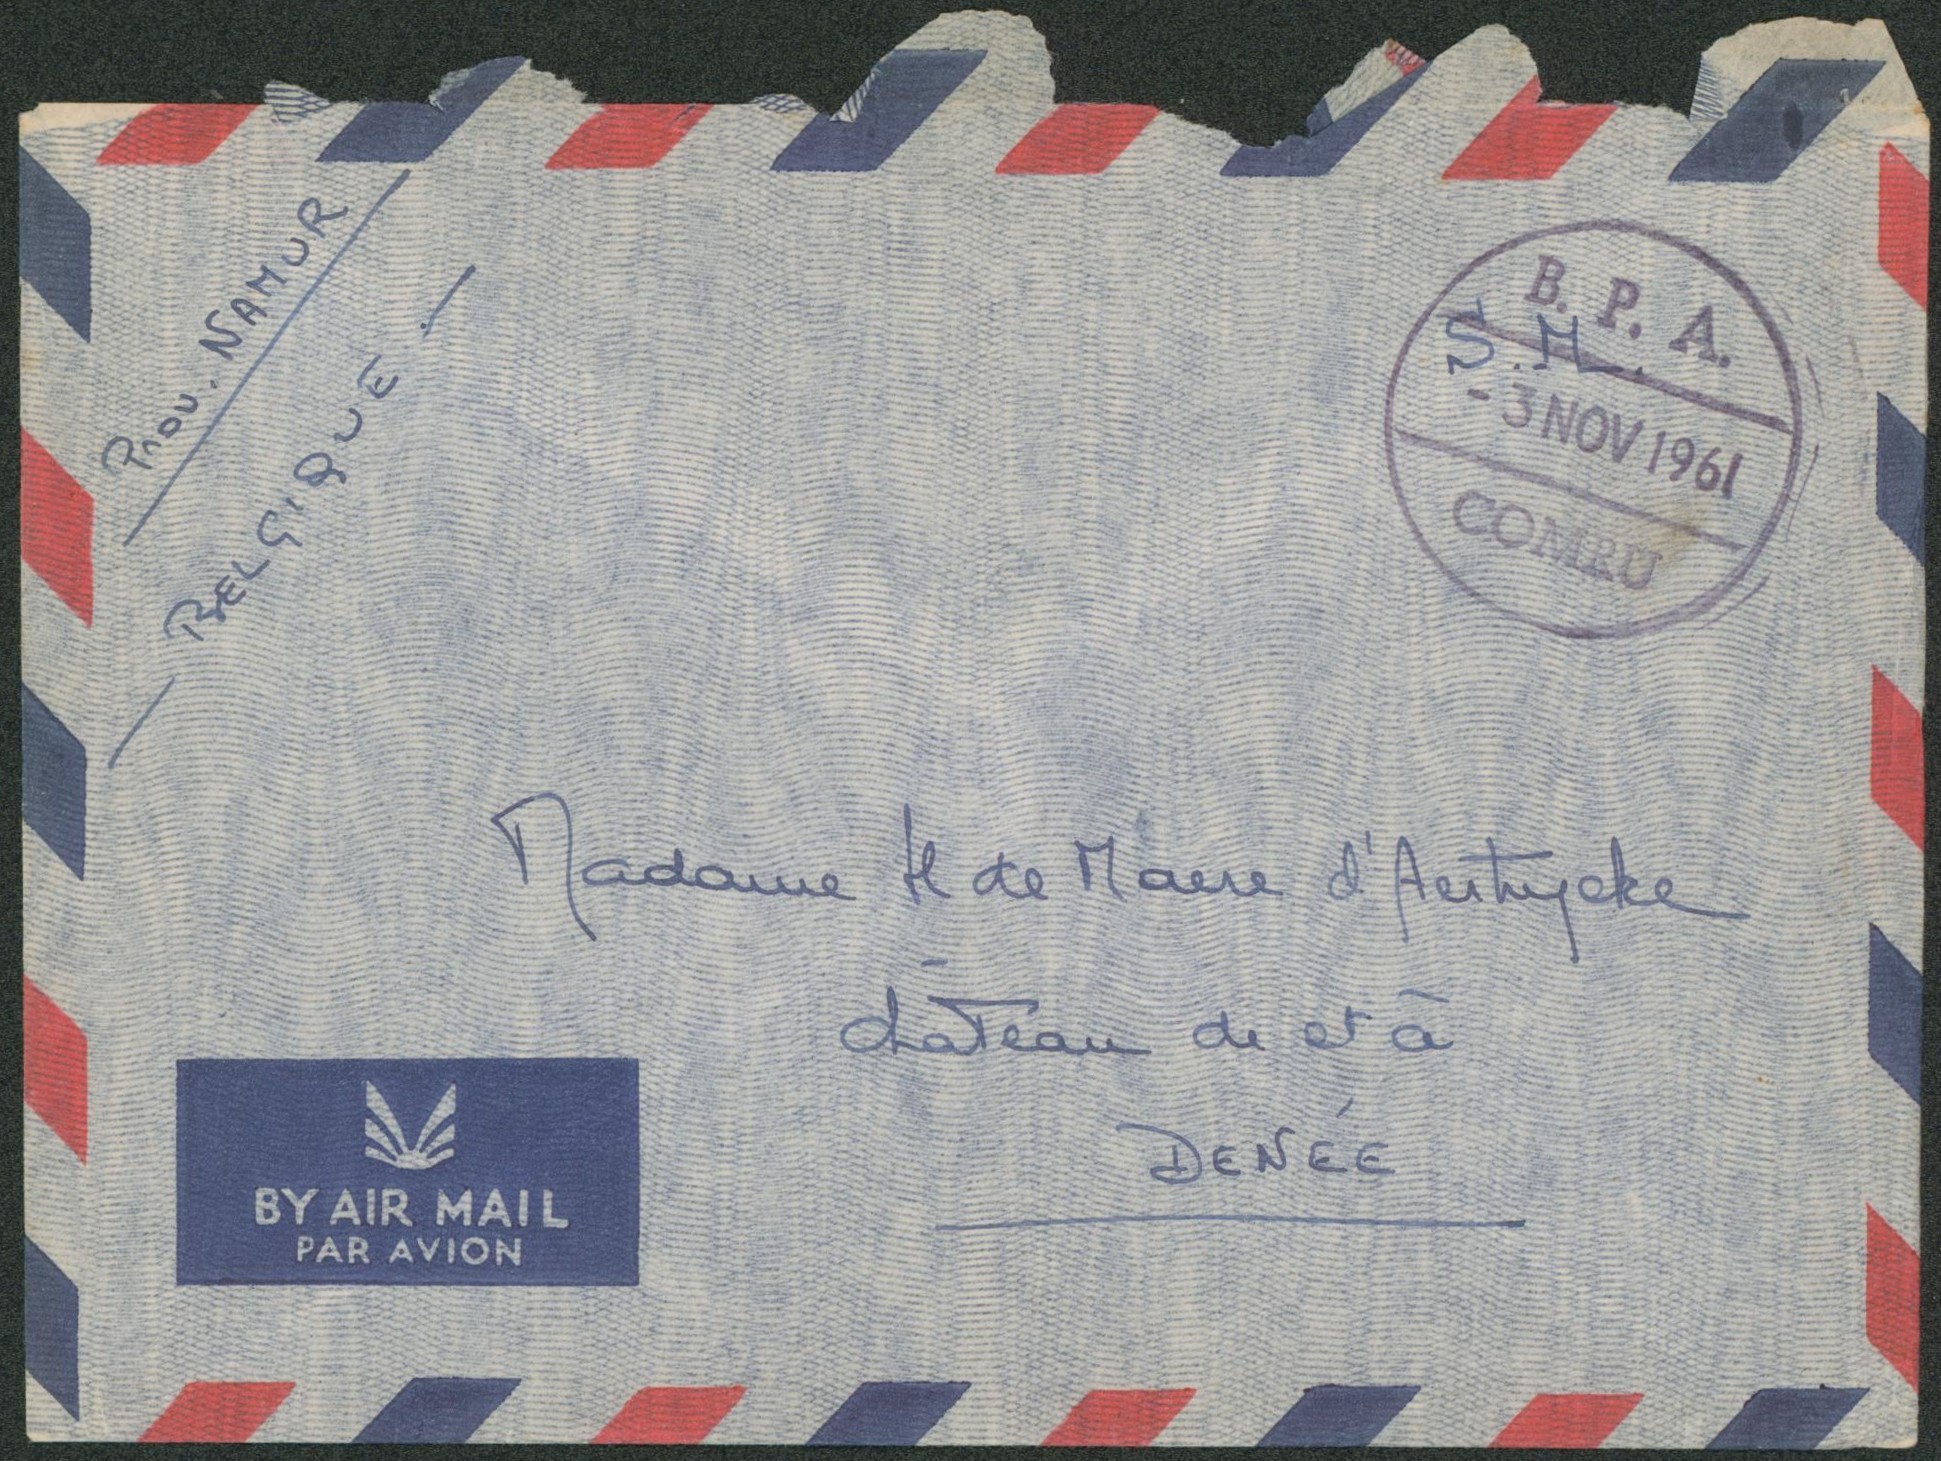 Prov. NAMUR
BELGIQUE.
B. P. A.
S.M.
- 3 NOV 1961
COMRU
Madame H de Maere d'Aertrycke
château de et à
DENÉE
BY AIR MAIL
PAR AVION